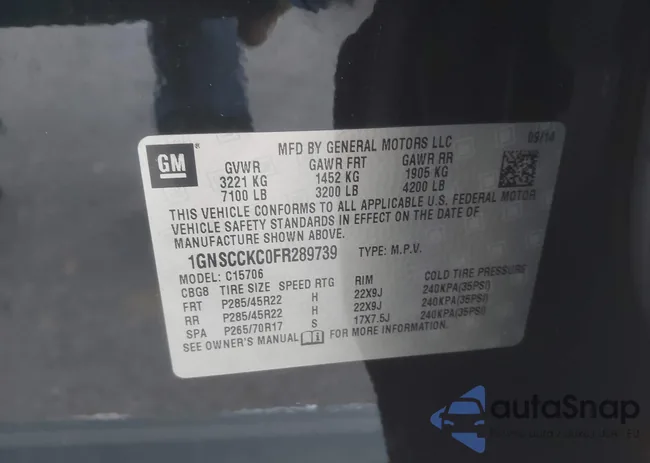 GM
MFD BY GENERAL MOTORS LLC
09/14
GVWR GAWR FRT GAWR RR
3221 KG 1452 KG 1905 KG
7100 LB 3200 LB 4200 LB
THIS VEHICLE CONFORMS TO ALL APPLICABLE U.S. FEDERAL MOTOR
VEHICLE SAFETY STANDARDS IN EFFECT ON THE DATE OF
MANUFACTURE SHOWN ABOVE.
1GNSCCKC0FR289739 TYPE: M.P.V.
MODEL: C15706
CBG8 TIRE SIZE SPEED RTG RIM COLD TIRE PRESSURE
FRT P285/45R22 H 22X9J 240KPA(35PSI)
RR P285/45R22 H 22X9J 240KPA(35PSI)
SPA P265/70R17 S 17X7.5J 240KPA(35PSI)
SEE OWNER'S MANUAL FOR MORE INFORMATION.
autoSnap